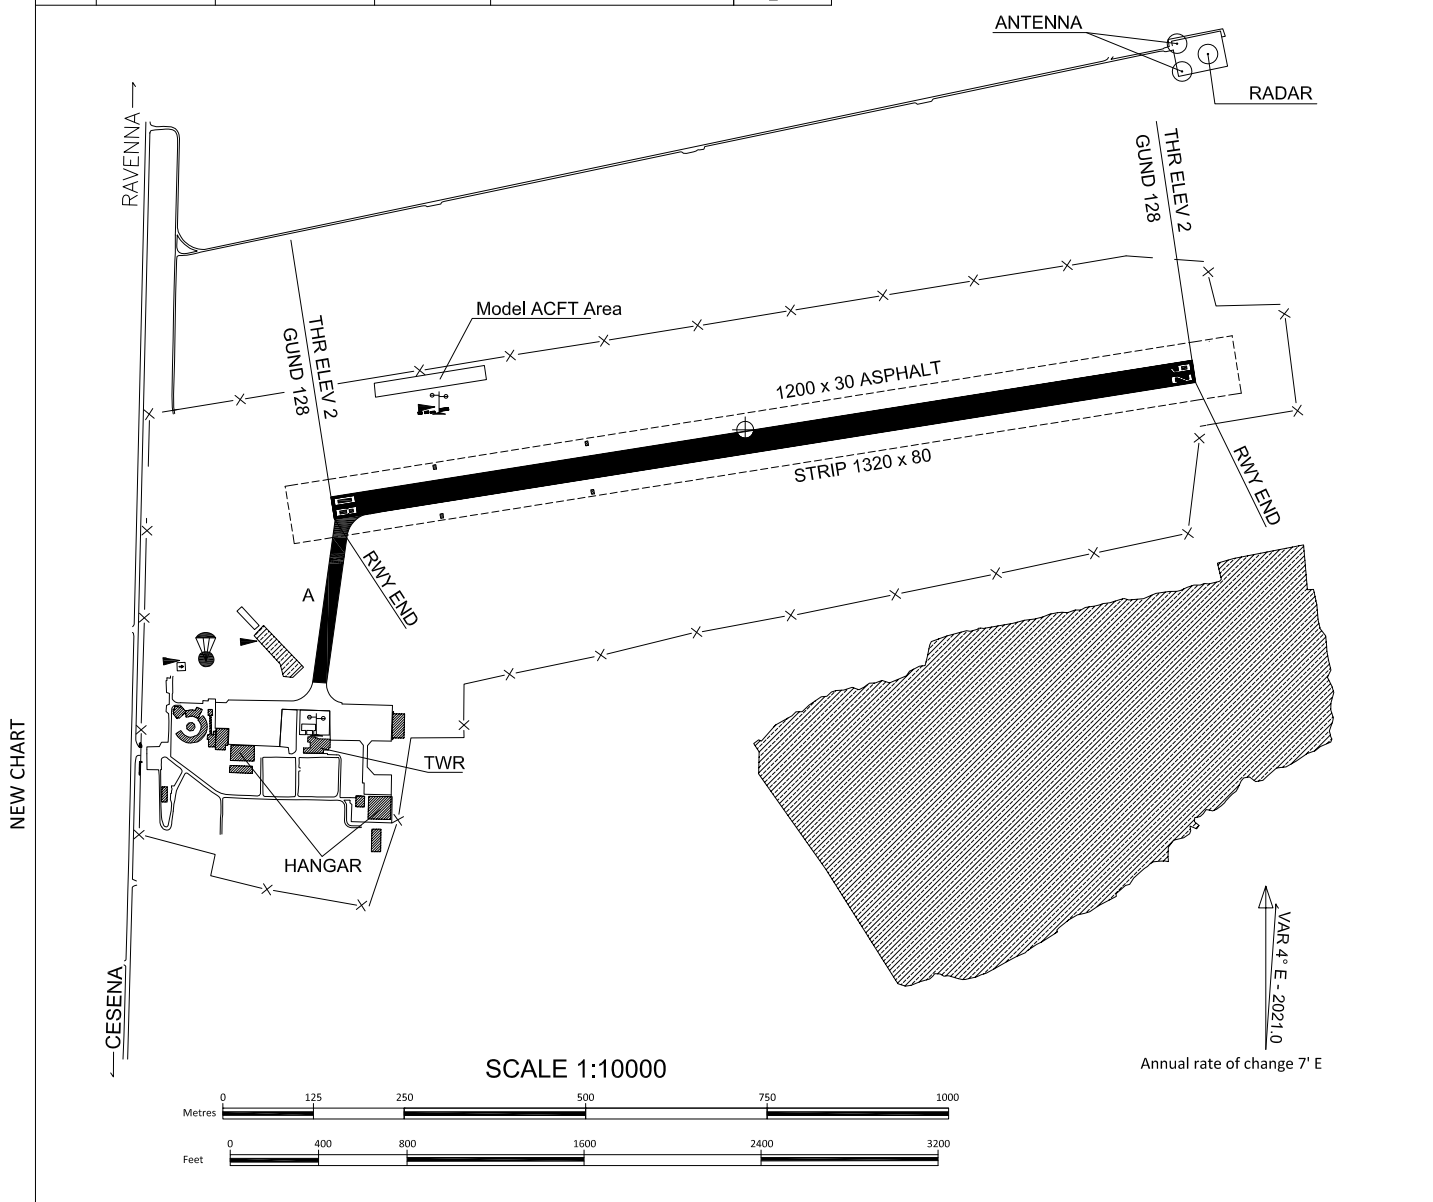 ANTENNA
RADAR
RAVENNA
THR ELEV 2
GUND 128
THR ELEV 2
GUND 128
Model ACFT Area
1200 x 30 ASPHALT
STRIP 1320 x 80
RWY END
RWY END
A
TWR
HANGAR
NEW CHART
CESENA
VAR 4° E - 2021.0
Annual rate of change 7' E
SCALE 1:10000
0 125 250 500 750 1000
Metres
0 400 800 1600 2400 3200
Feet